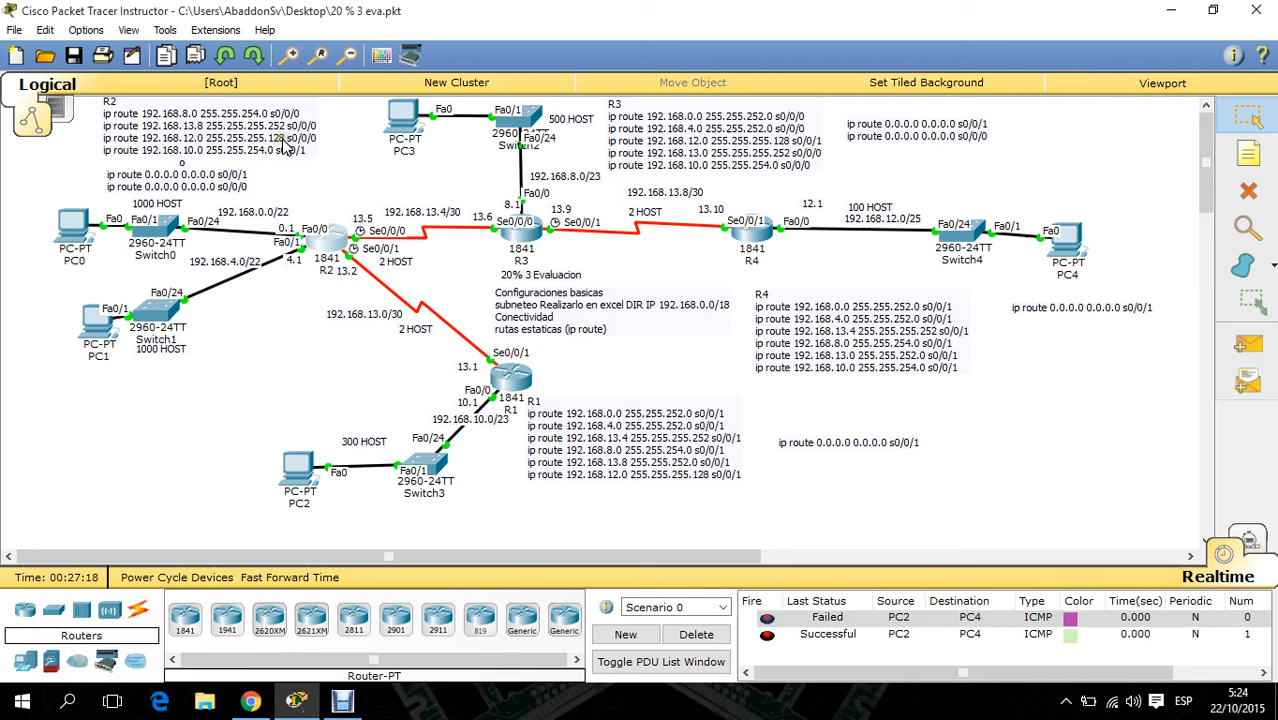 Cisco Packet Tracer Instructor - C:\Users\AbaddonSv\Desktop\20 % 3 eva.pkt
File Edit Options View Tools Extensions Help
Logical [Root] New Cluster Move Object Set Tiled Background Viewport
R2
ip route 192.168.8.0 255.255.254.0 s0/0/0
ip route 192.168.13.8 255.255.255.252 s0/0/0
ip route 192.168.12.0 255.255.255.128 s0/0/0
ip route 192.168.10.0 255.255.254.0 s0/0/1
o
ip route 0.0.0.0 0.0.0.0 s0/0/1
ip route 0.0.0.0 0.0.0.0 s0/0/0
PC-PT
PC3
Fa0
Fa0/1
2960-24TT
Switch2
Fa0/24
500 HOST
R3
ip route 192.168.0.0 255.255.252.0 s0/0/0
ip route 192.168.4.0 255.255.252.0 s0/0/0
ip route 192.168.12.0 255.255.255.128 s0/0/1
ip route 192.168.13.0 255.255.252.0 s0/0/0
ip route 192.168.10.0 255.255.254.0 s0/0/0
ip route 0.0.0.0 0.0.0.0 s0/0/1
ip route 0.0.0.0 0.0.0.0 s0/0/0
192.168.8.0/23
Fa0/0
8.1
1000 HOST
PC-PT
PC0
Fa0
Fa0/1
Fa0/24
2960-24TT
Switch0
192.168.0.0/22
0.1
Fa0/0
Fa0/1
4.1
1841
R2
192.168.4.0/22
13.5
Se0/0/0
Se0/0/1
13.2
192.168.13.4/30
2 HOST
13.6
Se0/0/0
1841
R3
13.9
Se0/0/1
192.168.13.8/30
2 HOST
13.10
Se0/0/1
1841
R4
12.1
Fa0/0
100 HOST
192.168.12.0/25
Fa0/24
2960-24TT
Switch4
Fa0/1
Fa0
PC-PT
PC4
Fa0/24
Fa0/1
2960-24TT
Switch1
1000 HOST
PC-PT
PC1
20% 3 Evaluacion
Configuraciones basicas
subneteo Realizarlo en excel DIR IP 192.168.0.0/18
Conectividad
rutas estaticas (ip route)
192.168.13.0/30
2 HOST
Se0/0/1
13.1
Fa0/0
10.1
1841
R1
192.168.10.0/23
R4
ip route 192.168.0.0 255.255.252.0 s0/0/1
ip route 192.168.4.0 255.255.252.0 s0/0/1
ip route 192.168.13.4 255.255.255.252 s0/0/1
ip route 192.168.8.0 255.255.254.0 s0/0/1
ip route 192.168.13.0 255.255.252.0 s0/0/1
ip route 192.168.10.0 255.255.254.0 s0/0/1
ip route 0.0.0.0 0.0.0.0 s0/0/1
R1
ip route 192.168.0.0 255.255.252.0 s0/0/1
ip route 192.168.4.0 255.255.252.0 s0/0/1
ip route 192.168.13.4 255.255.255.252 s0/0/1
ip route 192.168.8.0 255.255.254.0 s0/0/1
ip route 192.168.13.8 255.255.252.0 s0/0/1
ip route 192.168.12.0 255.255.255.128 s0/0/1
ip route 0.0.0.0 0.0.0.0 s0/0/1
300 HOST
Fa0/24
Fa0/1
Fa0
2960-24TT
Switch3
PC-PT
PC2
Time: 00:27:18 Power Cycle Devices Fast Forward Time
Realtime
Routers
1841 1941 2620XM 2621XM 2811 2901 2911 819 Generic Generic
Router-PT
Scenario 0
New Delete
Toggle PDU List Window
Fire Last Status Source Destination Type Color Time(sec) Periodic Num
Failed PC2 PC4 ICMP 0.000 N 0
Successful PC2 PC4 ICMP 0.000 N 1
ESP
5:24
22/10/2015